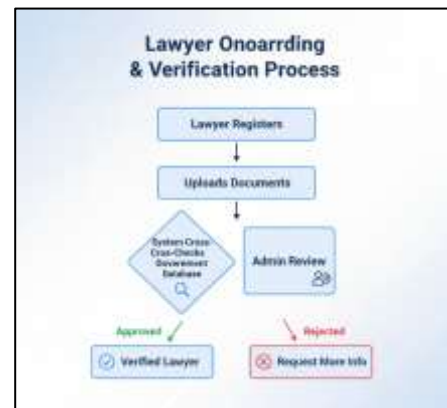 Lawyer Onoarrding
& Verification Process
Lawyer Registers
Uploads Documents
System Cross-
Cras-Checks
Government
Database
Admin Review
Approved
Rejected
Verified Lawyer
Request More Info